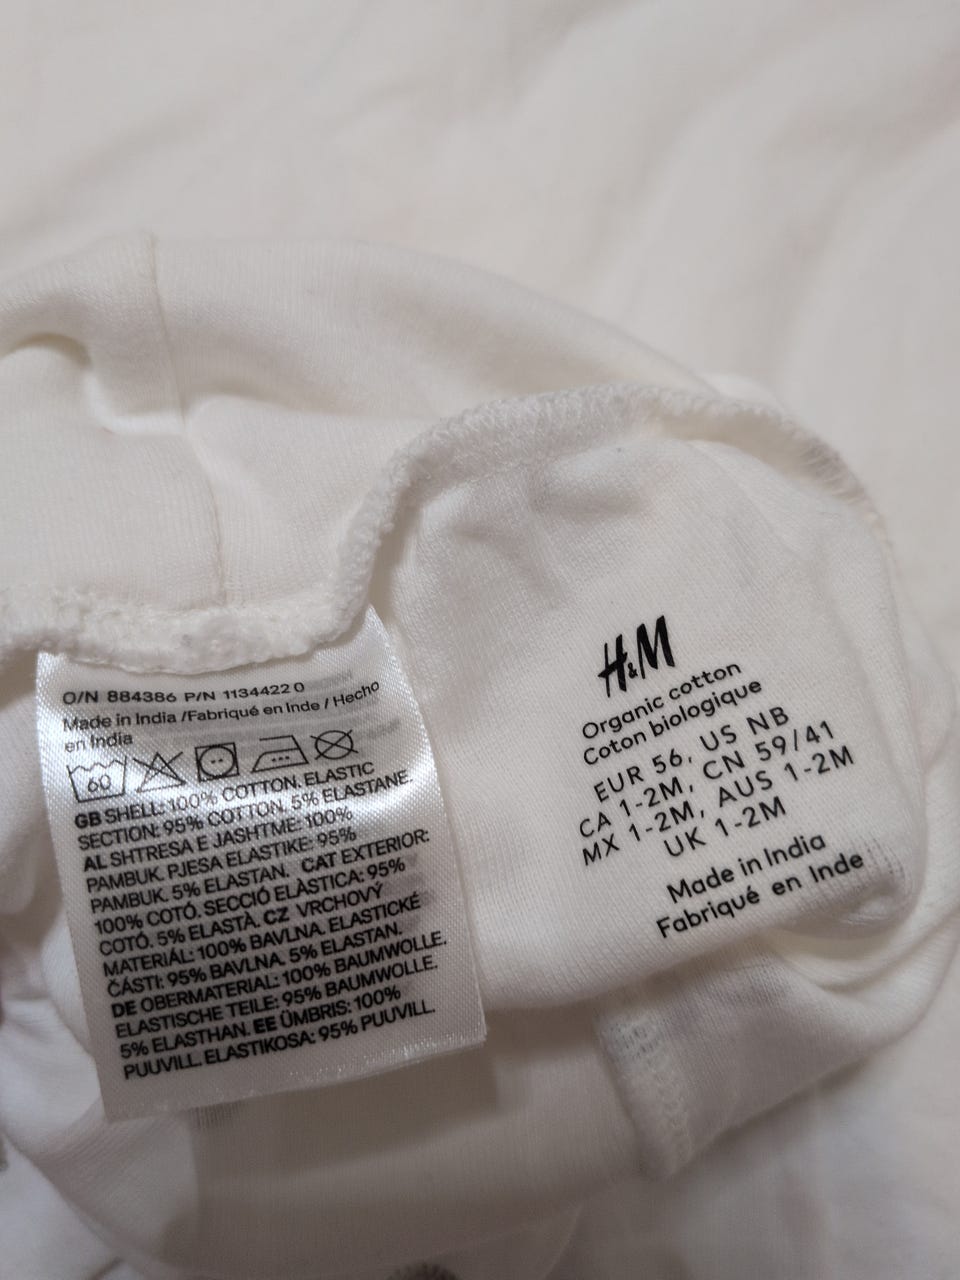 O/N 884386 P/N 1134422 0
Made in India /Fabriqué en Inde / Hecho
en India
60
GB SHELL: 100% COTTON. ELASTIC
SECTION: 95% COTTON. 5% ELASTANE.
AL SHTRESA E JASHTME: 100%
PAMBUK. PJESA ELASTIKE: 95%
PAMBUK. 5% ELASTAN. CAT EXTERIOR:
100% COTÓ. SECCIÓ ELÀSTICA: 95%
COTÓ. 5% ELASTÀ. CZ VRCHOVÝ
MATERIÁL: 100% BAVLNA. ELASTICKÉ
ČÁSTI: 95% BAVLNA. 5% ELASTAN.
DE OBERMATERIAL: 100% BAUMWOLLE.
ELASTISCHE TEILE: 95% BAUMWOLLE.
5% ELASTHAN. EE ÜMBRIS: 100%
PUUVILL. ELASTIKOSA: 95% PUUVILL.
H&M
Organic cotton
Coton biologique
EUR 56, US NB
CA 1-2M, CN 59/41
MX 1-2M, AUS 1-2M
UK 1-2M
Made in India
Fabriqué en Inde